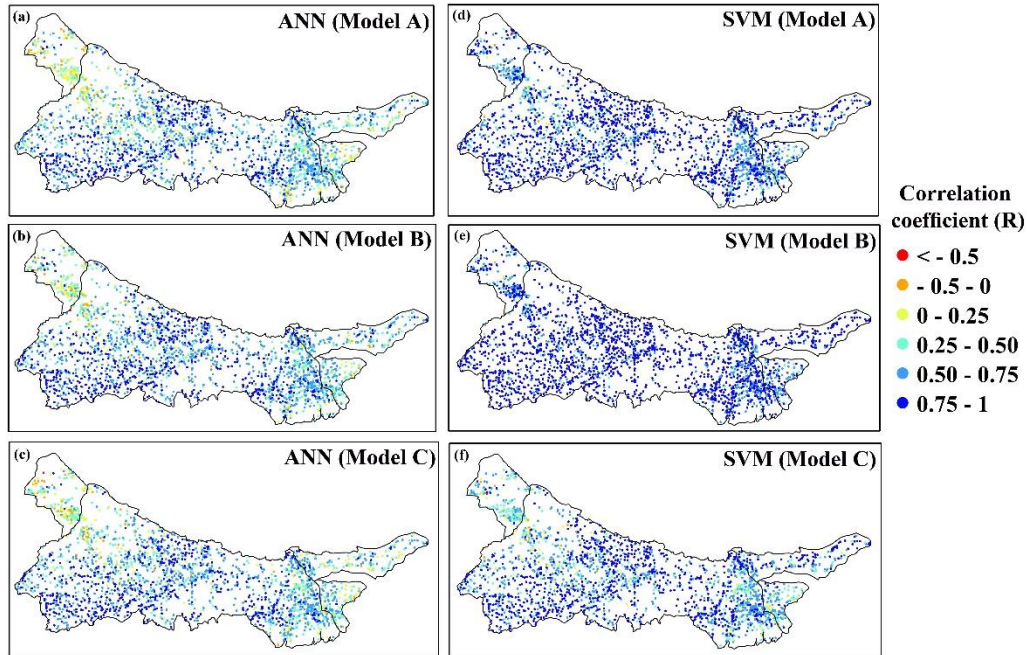 (a)
ANN (Model A)
(d)
SVM (Model A)
(b)
ANN (Model B)
(e)
SVM (Model B)
(c)
ANN (Model C)
(f)
SVM (Model C)
Correlation
coefficient (R)
< - 0.5
- 0.5 - 0
0 - 0.25
0.25 - 0.50
0.50 - 0.75
0.75 - 1